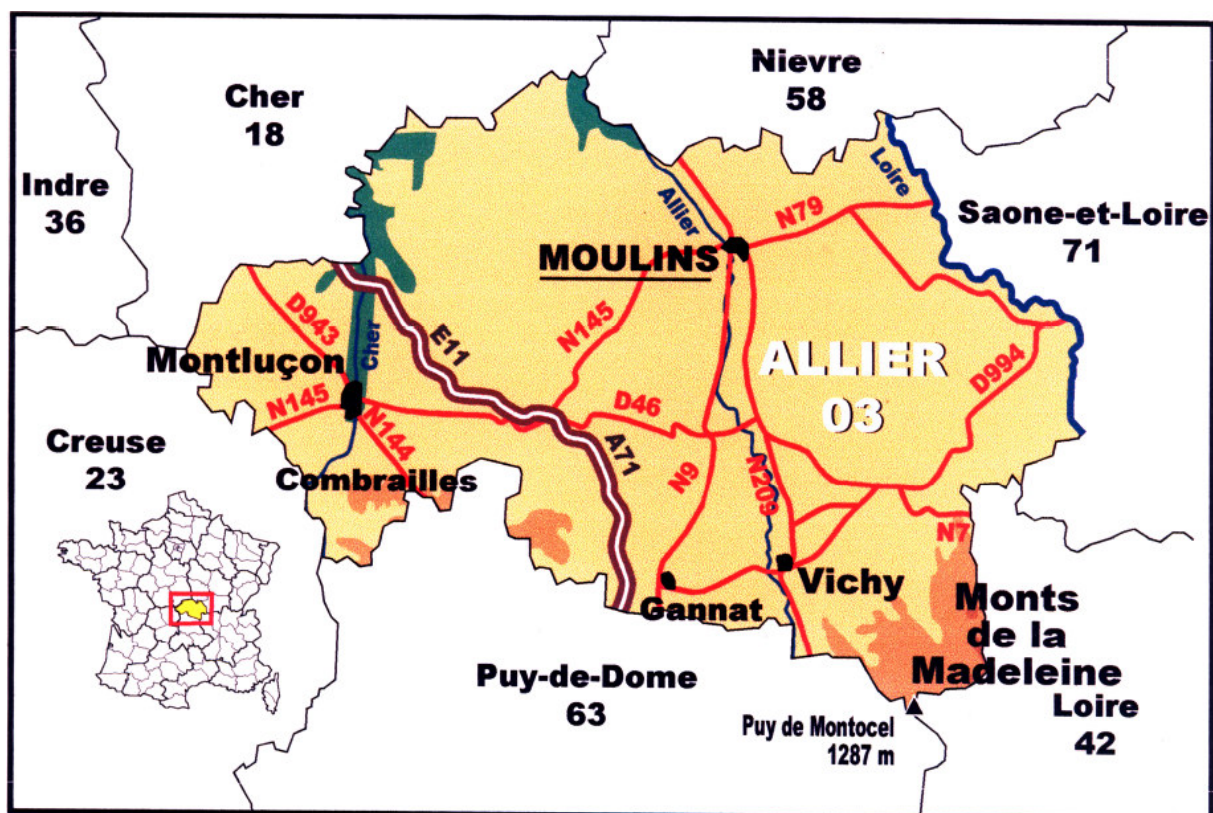 Nievre
58
Cher
18
Indre
36
Loire
Allier
N79
Saone-et-Loire
71
MOULINS
D943
Cher
E11
N145
Montluçon
ALLIER
03
D994
N145
N144
D46
A71
N9
N209
Creuse
23
Combrailles
N7
Vichy
Gannat
Monts
de la
Madeleine
Puy-de-Dome
63
Loire
42
Puy de Montocel
1287 m